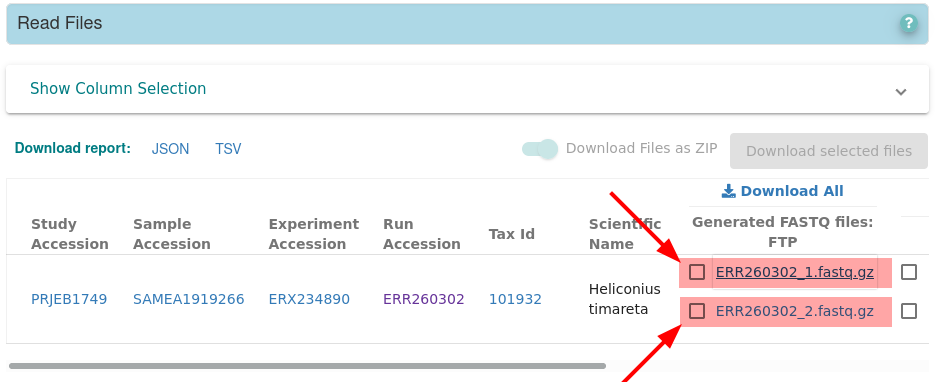 Read Files
?
Show Column Selection
Download report: JSON TSV
Download Files as ZIP
Download selected files
Download All
Study Accession
Sample Accession
Experiment Accession
Run Accession
Tax Id
Scientific Name
Generated FASTQ files: FTP
PRJEB1749
SAMEA1919266
ERX234890
ERR260302
101932
Heliconius timareta
ERR260302_1.fastq.gz
ERR260302_2.fastq.gz